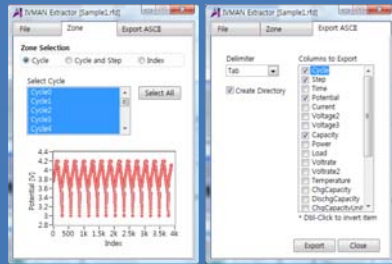 IVMAN Extractor [Sample1.rfd]
File Zone Export ASCII
Zone Selection
Cycle Cycle and Step Index
Select Cycle
Cycle0
Cycle1
Cycle2
Cycle3
Cycle4
Select All
4.4
4.2
4
3.8
3.6
3.4
3.2
3
2.8
Potential [V]
0 500 1k 1.5k 2k 2.5k 3k 3.5k 4k
Index
IVMAN Extractor [Sample1.rfd]
File Zone Export ASCII
Delimiter
Tab
Create Directory
Columns to Export
Cycle
Step
Time
Potential
Current
Voltage2
Voltage3
Capacity
Power
Load
Voltrate
Voltrate2
Temperature
ChgCapacity
DischgCapacity
ChgCapacityUnit
* Dbl-Click to invert item
Export Close